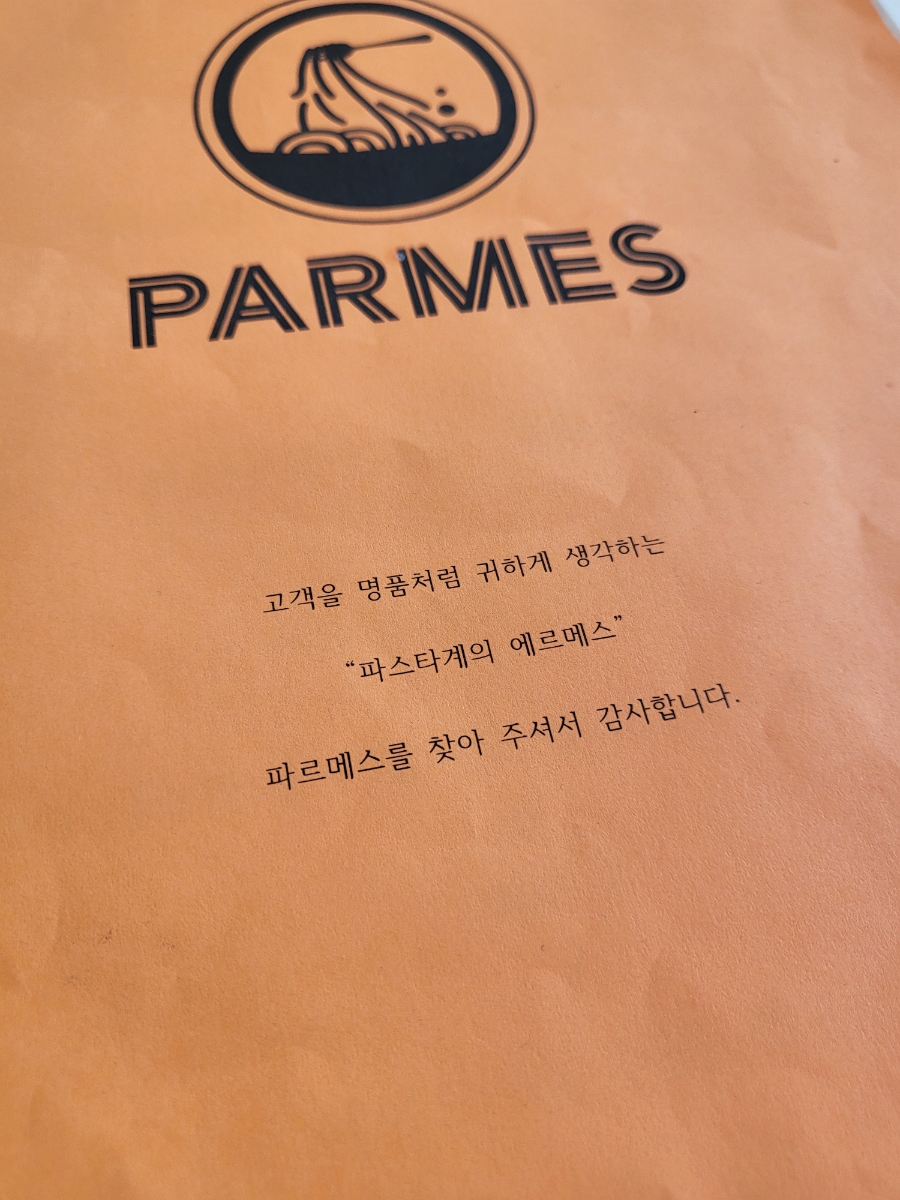 PARMES
고객을 명품처럼 귀하게 생각하는
“파스타계의 에르메스”
파르메스를 찾아 주셔서 감사합니다.